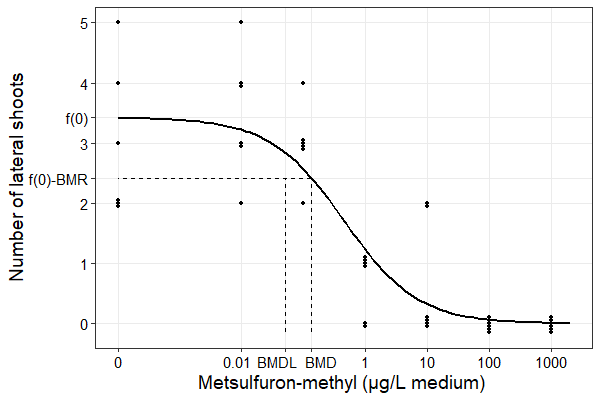 Number of lateral shoots
5
4
f(0)
3
f(0)-BMR
2
1
0
0 0.01 BMDL BMD 1 10 100 1000
Metsulfuron-methyl (µg/L medium)